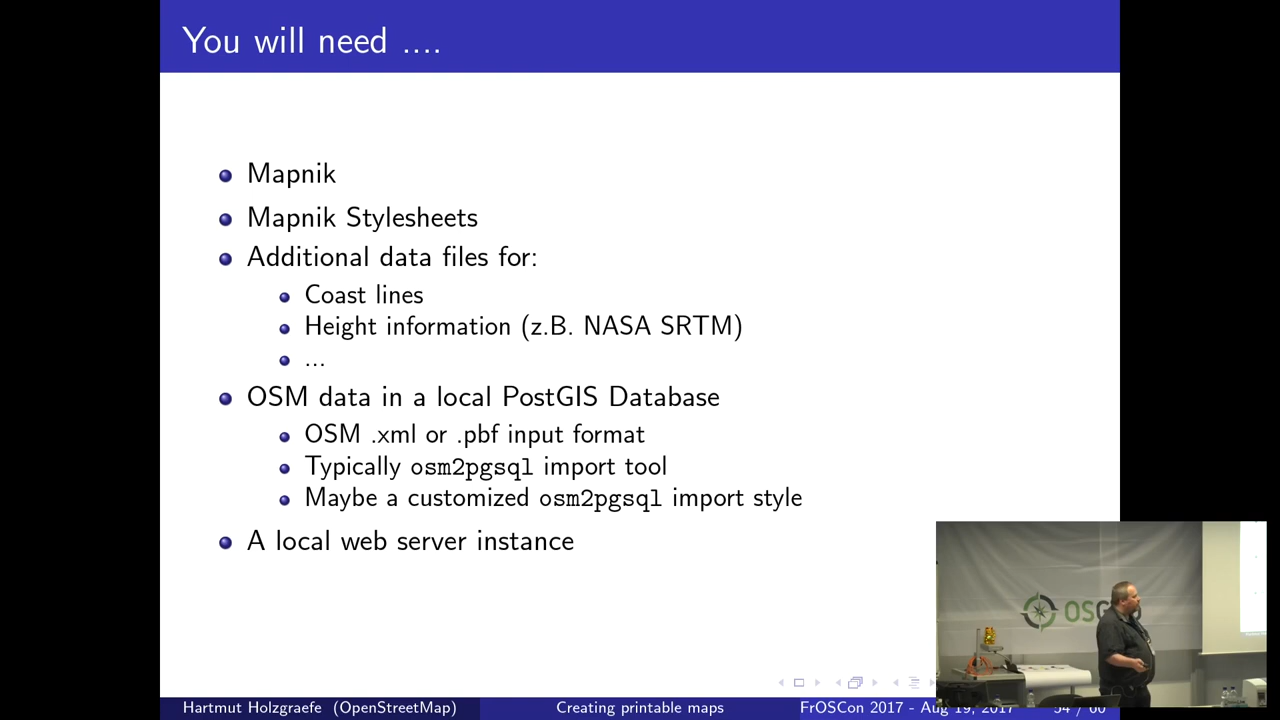 You will need ....
Mapnik
Mapnik Stylesheets
Additional data files for:
Coast lines
Height information (z.B. NASA SRTM)
...
OSM data in a local PostGIS Database
OSM .xml or .pbf input format
Typically osm2pgsql import tool
Maybe a customized osm2pgsql import style
A local web server instance
Hartmut Holzgraefe (OpenStreetMap) Creating printable maps FrOSCon 2017 - Aug 19, 2017 54 / 60